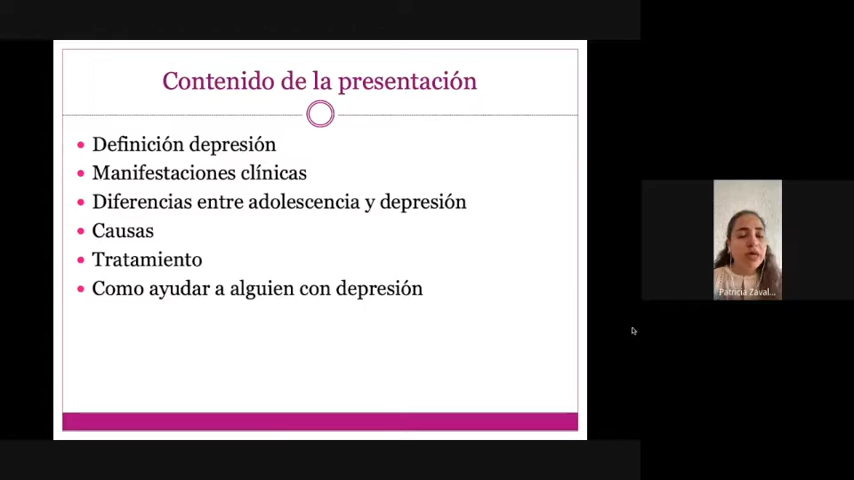 Contenido de la presentación
Definición depresión
Manifestaciones clínicas
Diferencias entre adolescencia y depresión
Causas
Tratamiento
Como ayudar a alguien con depresión
Patricia Zaval...